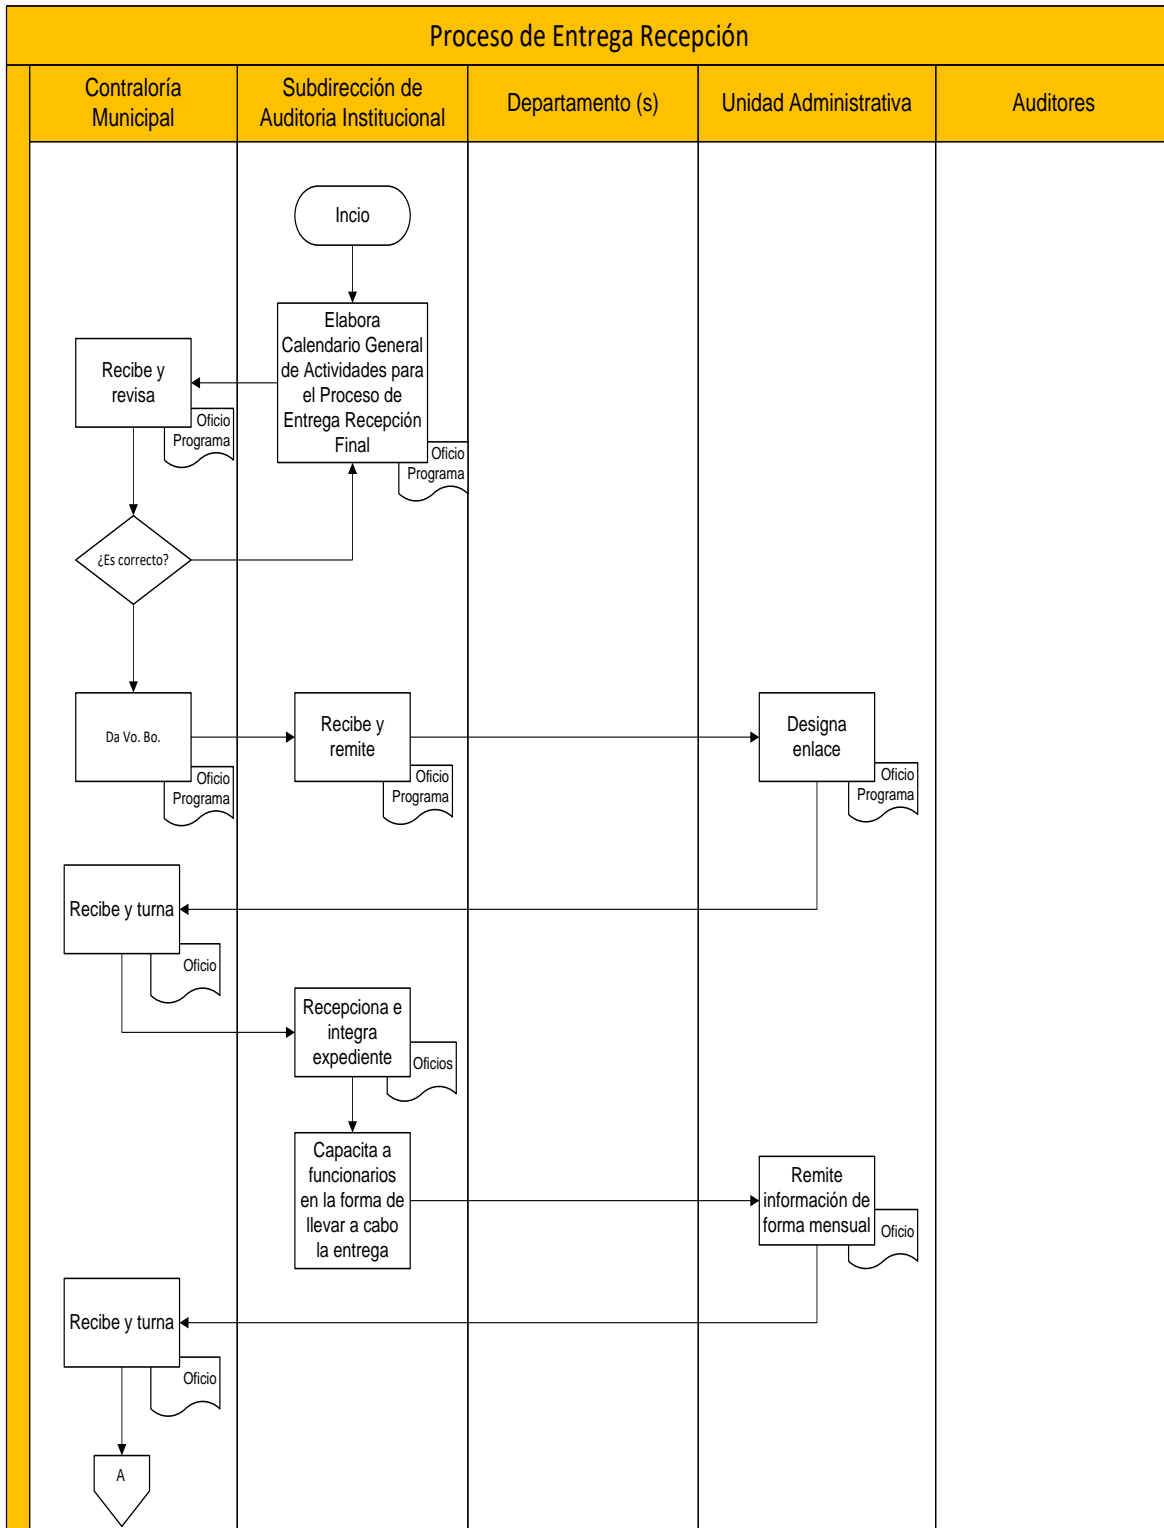 Proceso de Entrega Recepción
Contraloría
Municipal
Subdirección de
Auditoria Institucional
Departamento (s)
Unidad Administrativa
Auditores
Incio
Elabora
Calendario General
de Actividades para
el Proceso de
Entrega Recepción
Final
Oficio
Programa
Recibe y
revisa
Oficio
Programa
¿Es correcto?
Da Vo. Bo.
Oficio
Programa
Recibe y
remite
Oficio
Programa
Designa
enlace
Oficio
Programa
Recibe y turna
Oficio
Recepciona e
integra
expediente
Oficios
Capacita a
funcionarios
en la forma de
llevar a cabo
la entrega
Remite
información de
forma mensual
Oficio
Recibe y turna
Oficio
A